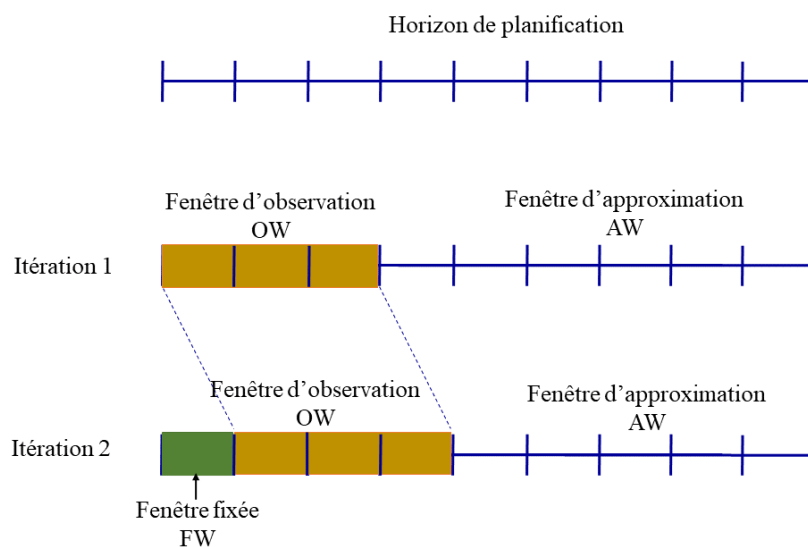 Horizon de planification
Fenêtre d’observation
OW
Fenêtre d’approximation
AW
Itération 1
Fenêtre d’observation
OW
Fenêtre d’approximation
AW
Itération 2
Fenêtre fixée
FW